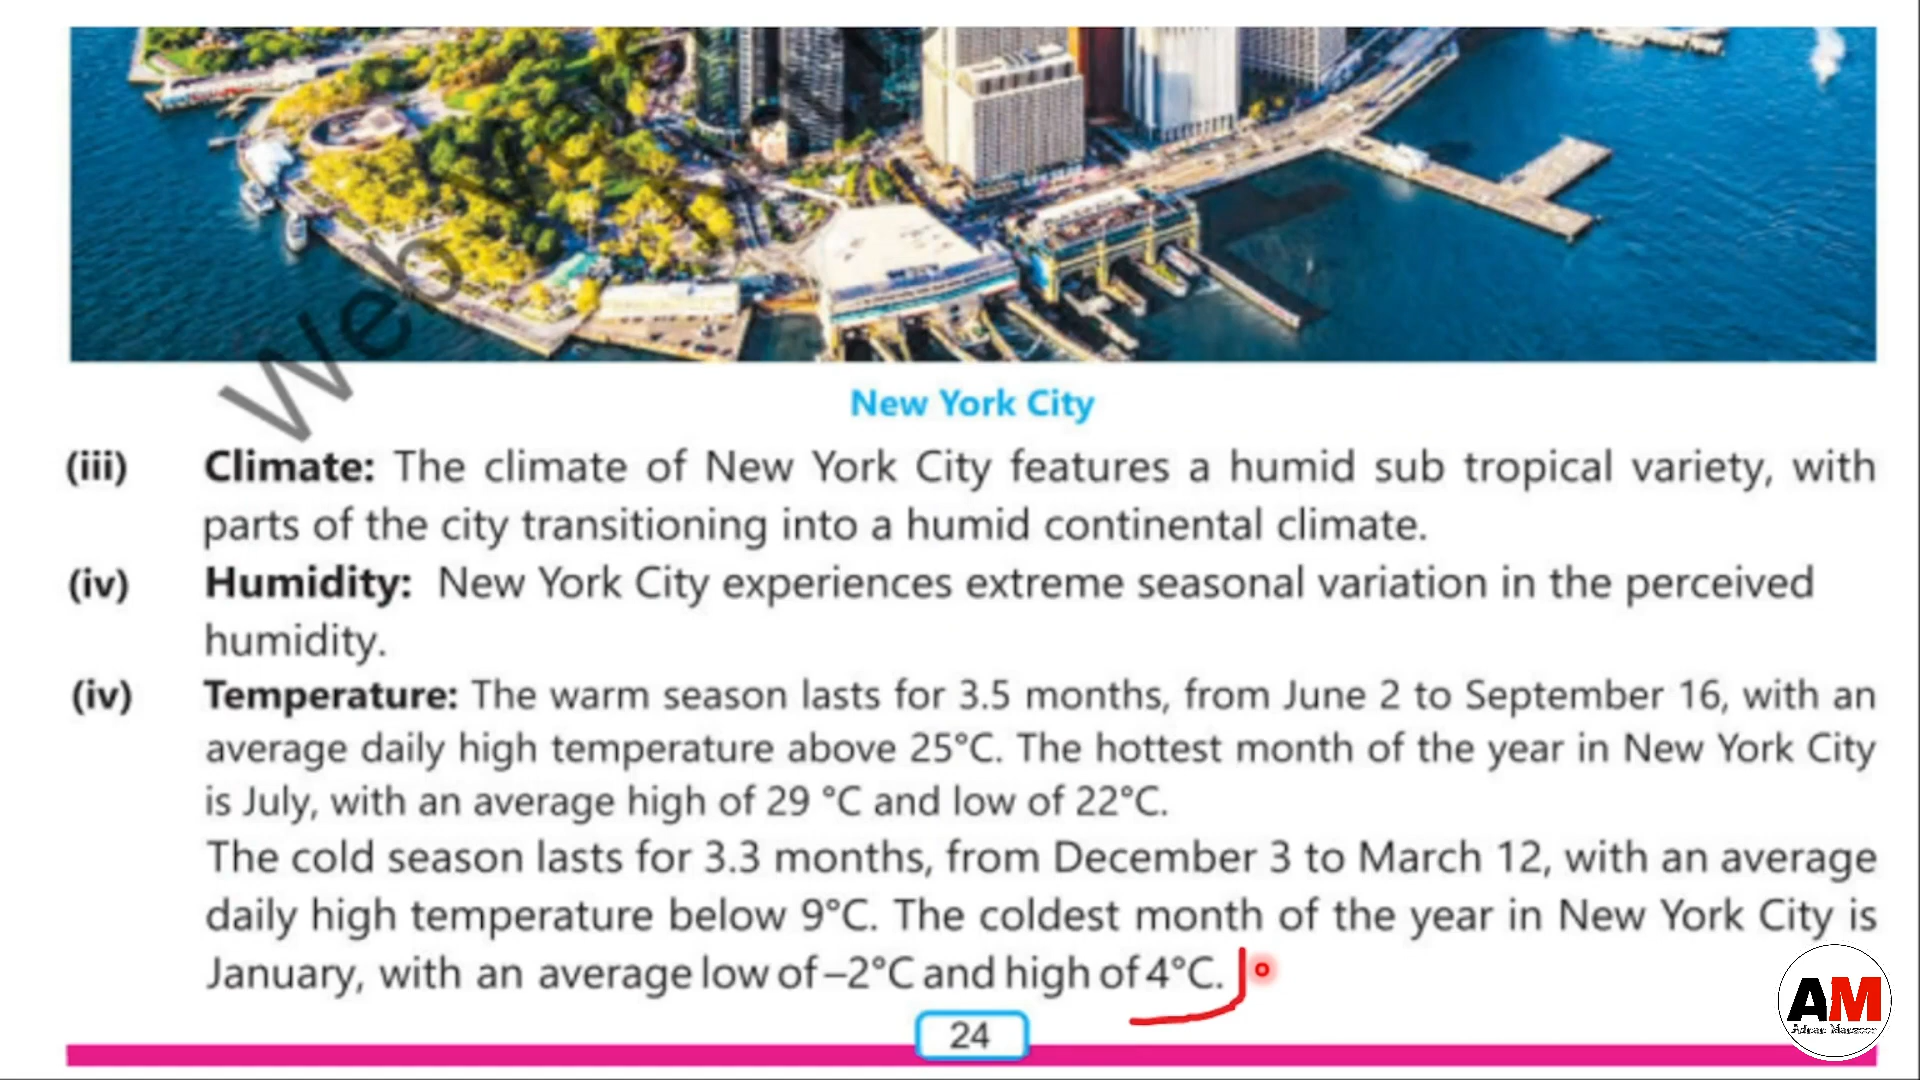 New York City
(iii) Climate: The climate of New York City features a humid sub tropical variety, with
parts of the city transitioning into a humid continental climate.
(iv) Humidity: New York City experiences extreme seasonal variation in the perceived
humidity.
(iv) Temperature: The warm season lasts for 3.5 months, from June 2 to September 16, with an
average daily high temperature above 25°C. The hottest month of the year in New York City
is July, with an average high of 29 °C and low of 22°C.
The cold season lasts for 3.3 months, from December 3 to March 12, with an average
daily high temperature below 9°C. The coldest month of the year in New York City is
January, with an average low of –2°C and high of 4°C.
24
AM
Adnan Mansoor